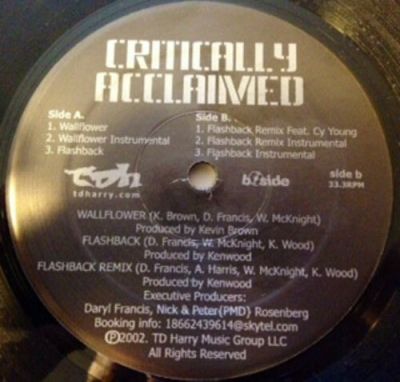 CRITICALLY
ACCLAIMED
Side A.
1. Wallflower
2. Wallflower Instrumental
3. Flashback
Side B.
1. Flashback Remix Feat. Cy Young
2. Flashback Remix Instrumental
3. Flashback Instrumental
tdh
tdharry.com
b-side
side b
33.3RPM
WALLFLOWER (K. Brown, D. Francis, W. McKnight)
Produced by Kevin Brown
FLASHBACK (D. Francis, W. McKnight, K. Wood)
Produced by Kenwood
FLASHBACK REMIX (D. Francis, A. Harris, W. McKnight, K. Wood)
Produced by Kenwood
Executive Producers:
Daryl Francis, Nick & Peter(PMD) Rosenberg
Booking info: 18662439614@skytel.com
Ⓟ2002. TD Harry Music Group LLC
All Rights Reserved